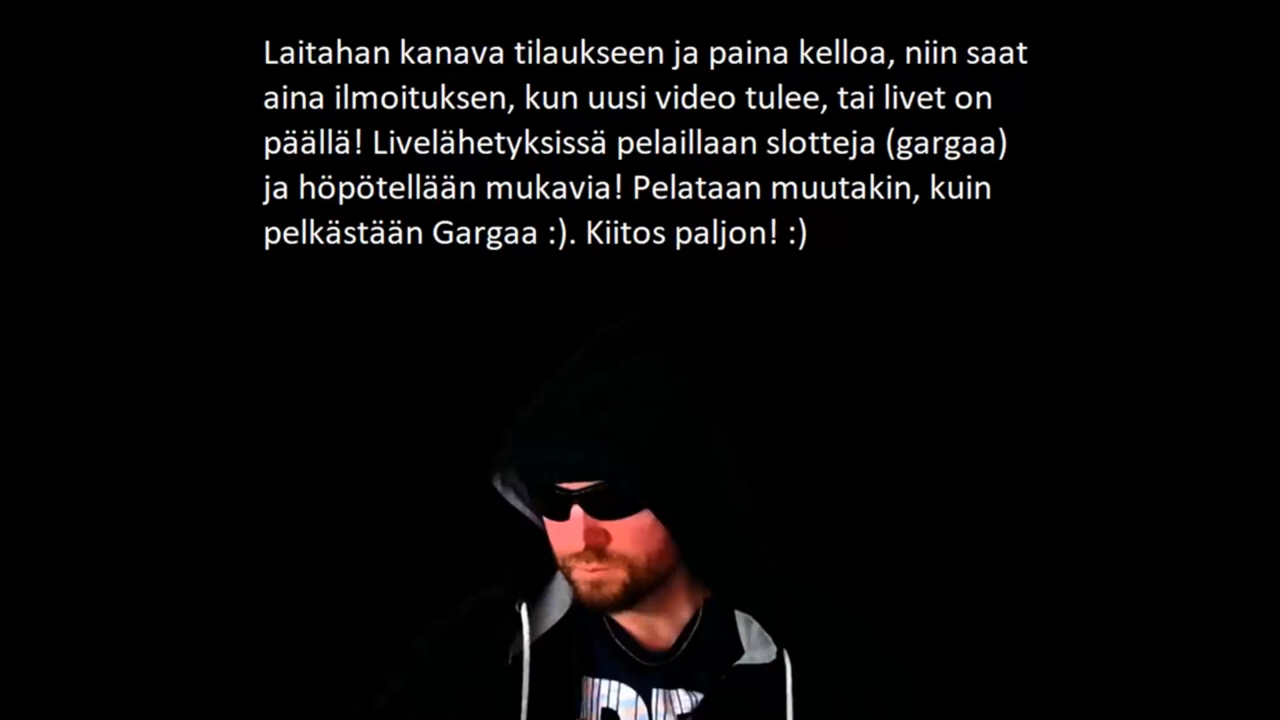 Laitahan kanava tilaukseen ja paina kelloa, niin saat
aina ilmoituksen, kun uusi video tulee, tai livet on
päällä! Livelähetyksissä pelaillaan slotteja (gargaa)
ja höpötellään mukavia! Pelataan muutakin, kuin
pelkästään Gargaa :). Kiitos paljon! :)